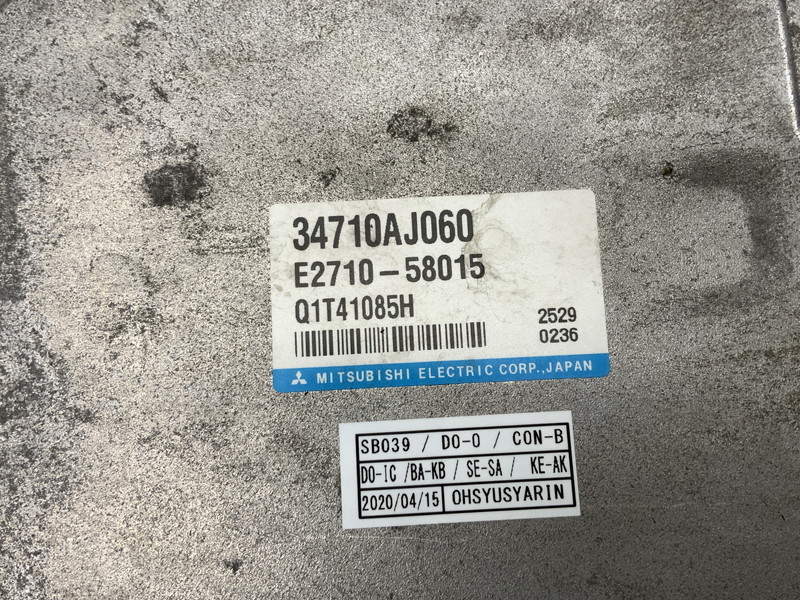 34710AJ060
E2710-58015
Q1T41085H
2529
0236
MITSUBISHI ELECTRIC CORP.,JAPAN
SB039 / DO-O / CON-B
DO-IC /BA-KB / SE-SA / KE-AK
2020/04/15 OHSYUSYARIN